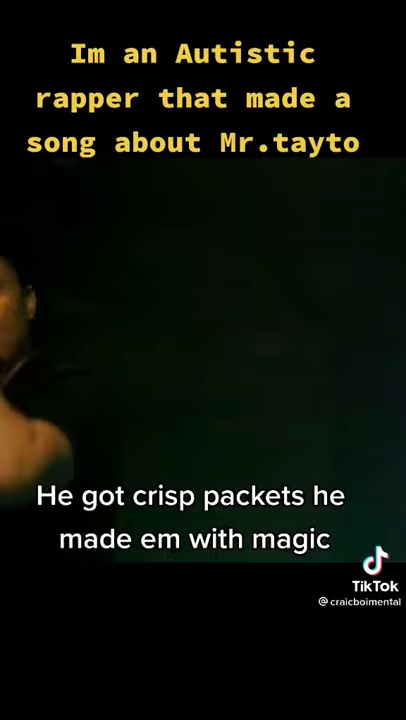 Im an Autistic
rapper that made a
song about Mr.tayto
He got crisp packets he
made em with magic
TikTok
@craicboimental